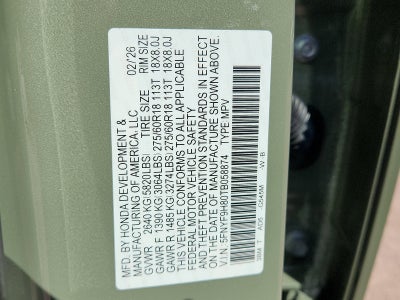 MFD. BY HONDA DEVELOPMENT &
MANUFACTURING OF AMERICA, LLC 02/'26
GVWR 2640 KG(5820LBS) TIRE SIZE RIM SIZE
GAWR F 1390 KG(3064LBS) 275/60R18 113T 18X8.0J
GAWR R 1485 KG(3274LBS) 275/60R18 113T 18X8.0J
THIS VEHICLE CONFORMS TO ALL APPLICABLE
FEDERAL MOTOR VEHICLE SAFETY
AND THEFT PREVENTION STANDARDS IN EFFECT
ON THE DATE OF MANUFACTURE SHOWN ABOVE.
V.I.N.: 5FNYF9H80TB058874 TYPE:MPV